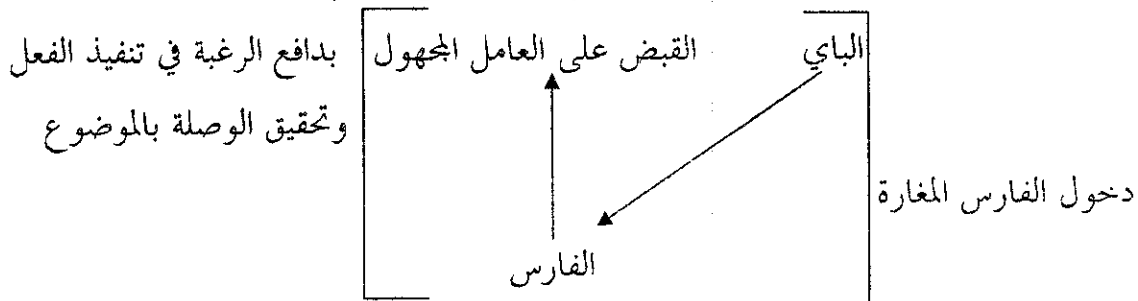 الباي
القبض على العامل المجهول
بدافع الرغبة في تنفيذ الفعل
وتحقيق الوصلة بالموضوع
دخول الفارس المغارة
الفارس